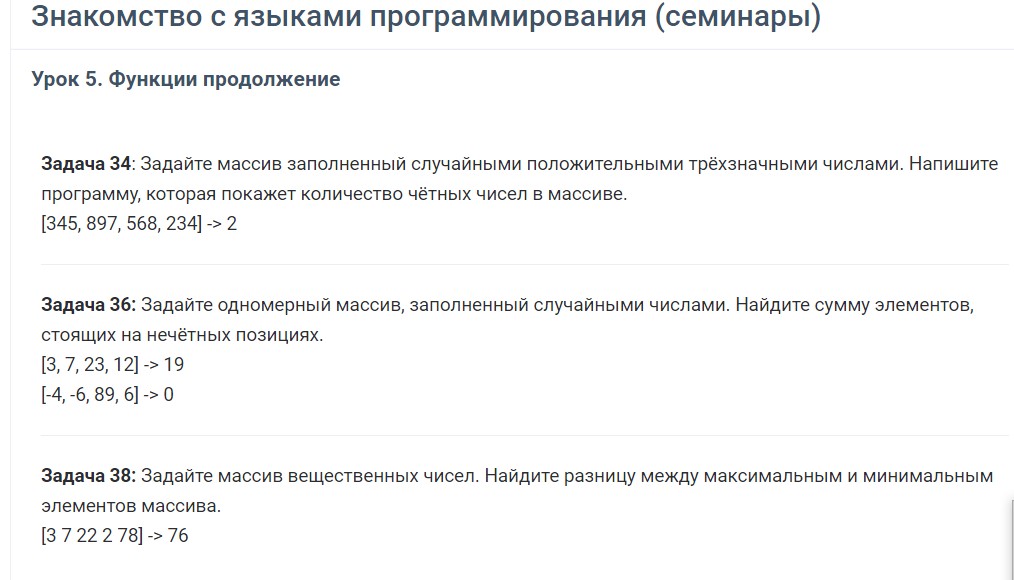 Знакомство с языками программирования (семинары)
Урок 5. Функции продолжение
Задача 34: Задайте массив заполненный случайными положительными трёхзначными числами. Напишите
программу, которая покажет количество чётных чисел в массиве.
[345, 897, 568, 234] -> 2
Задача 36: Задайте одномерный массив, заполненный случайными числами. Найдите сумму элементов,
стоящих на нечётных позициях.
[3, 7, 23, 12] -> 19
[-4, -6, 89, 6] -> 0
Задача 38: Задайте массив вещественных чисел. Найдите разницу между максимальным и минимальным
элементов массива.
[3 7 22 2 78] -> 76